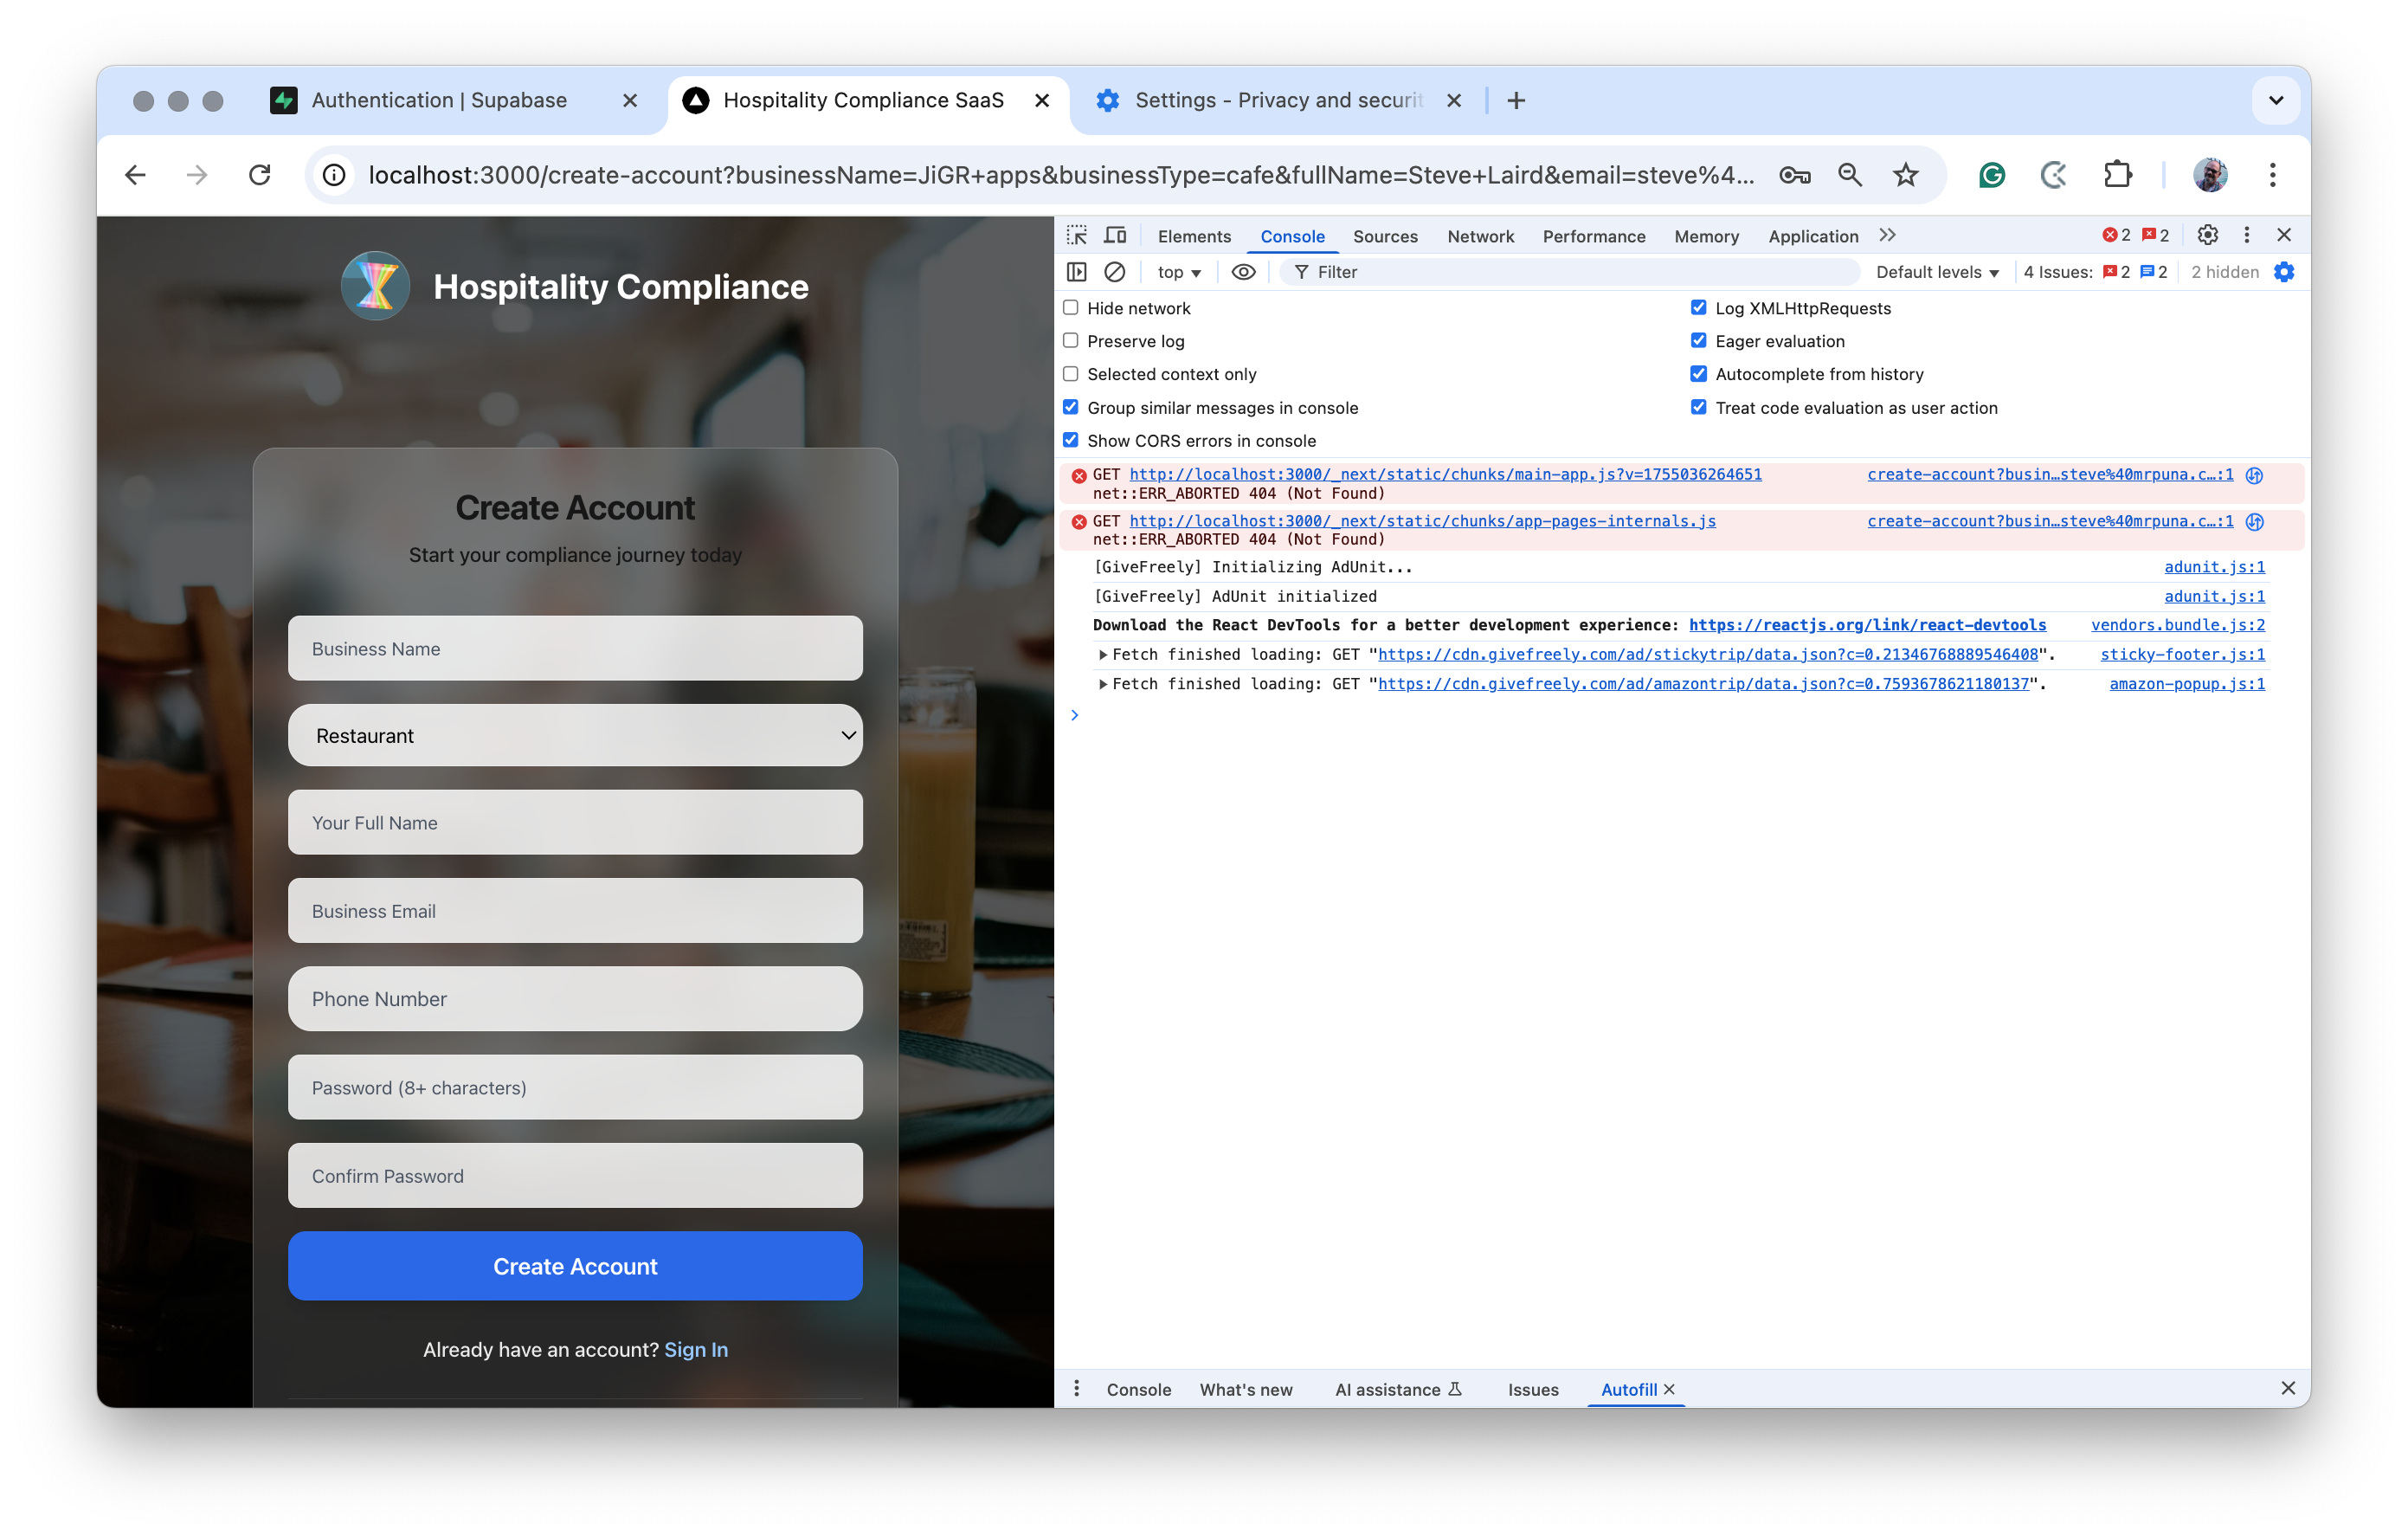 Authentication | Supabase
Hospitality Compliance SaaS
Settings - Privacy and securit
localhost:3000/create-account?businessName=JiGR+apps&businessType=cafe&fullName=Steve+Laird&email=steve%4...
Hospitality Compliance
Create Account
Start your compliance journey today
Business Name
Restaurant
Your Full Name
Business Email
Phone Number
Password (8+ characters)
Confirm Password
Create Account
Already have an account? Sign In
Elements Console Sources Network Performance Memory Application 2 2
top Filter Default levels 4 Issues: 2 2 2 hidden
Hide network Log XMLHttpRequests
Preserve log Eager evaluation
Selected context only Autocomplete from history
Group similar messages in console Treat code evaluation as user action
Show CORS errors in console
GET http://localhost:3000/_next/static/chunks/main-app.js?v=1755036264651 create-account?busin…steve%40mrpuna.c…:1
net::ERR_ABORTED 404 (Not Found)
GET http://localhost:3000/_next/static/chunks/app-pages-internals.js create-account?busin…steve%40mrpuna.c…:1
net::ERR_ABORTED 404 (Not Found)
[GiveFreely] Initializing AdUnit... adunit.js:1
[GiveFreely] AdUnit initialized adunit.js:1
Download the React DevTools for a better development experience: https://reactjs.org/link/react-devtools vendors.bundle.js:2
Fetch finished loading: GET "https://cdn.givefreely.com/ad/stickytrip/data.json?c=0.21346768889546408". sticky-footer.js:1
Fetch finished loading: GET "https://cdn.givefreely.com/ad/amazontrip/data.json?c=0.7593678621180137". amazon-popup.js:1
Console What's new AI assistance Issues Autofill